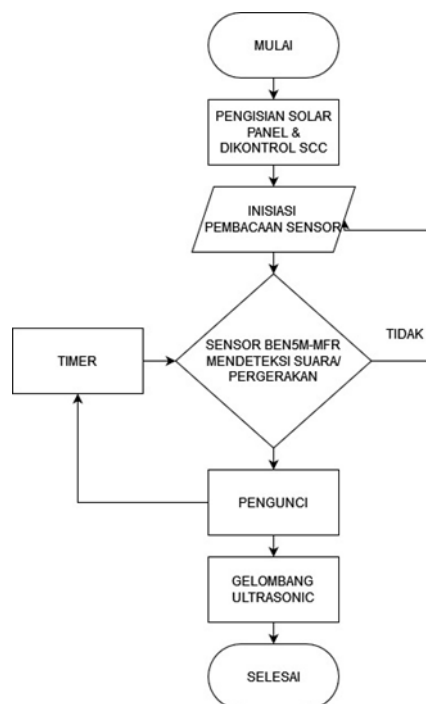 MULAI
PENGISIAN SOLAR
PANEL &
DIKONTROL SCC
INISIASI
PEMBACAAN SENSOR
SENSOR BEN5M-MFR
MENDETEKSI SUARA/
PERGERAKAN
TIDAK
TIMER
PENGUNCI
GELOMBANG
ULTRASONIC
SELESAI